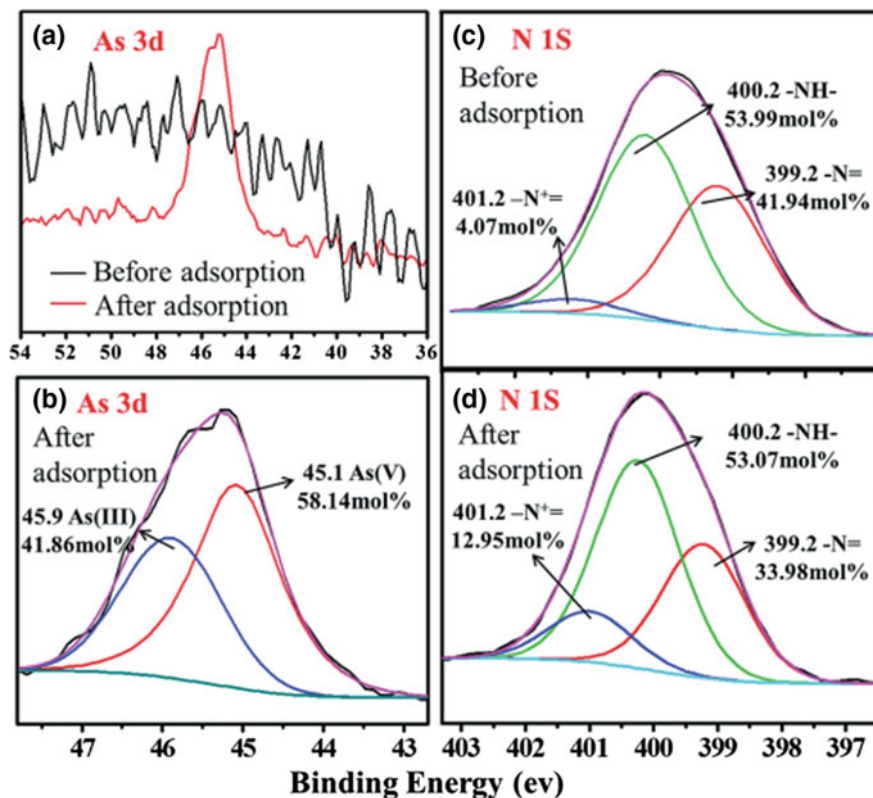 (a) As 3d
Before adsorption
After adsorption
54 52 50 48 46 44 42 40 38 36
(b) As 3d
After
adsorption
45.1 As(V)
58.14mol%
45.9 As(III)
41.86mol%
47 46 45 44 43
(c) N 1S
Before
adsorption
400.2 -NH-
53.99mol%
401.2 –N⁺=
4.07mol%
399.2 -N=
41.94mol%
(d) N 1S
After
adsorption
400.2 -NH-
53.07mol%
401.2 –N⁺=
12.95mol%
399.2 -N=
33.98mol%
403 402 401 400 399 398 397
Binding Energy (ev)